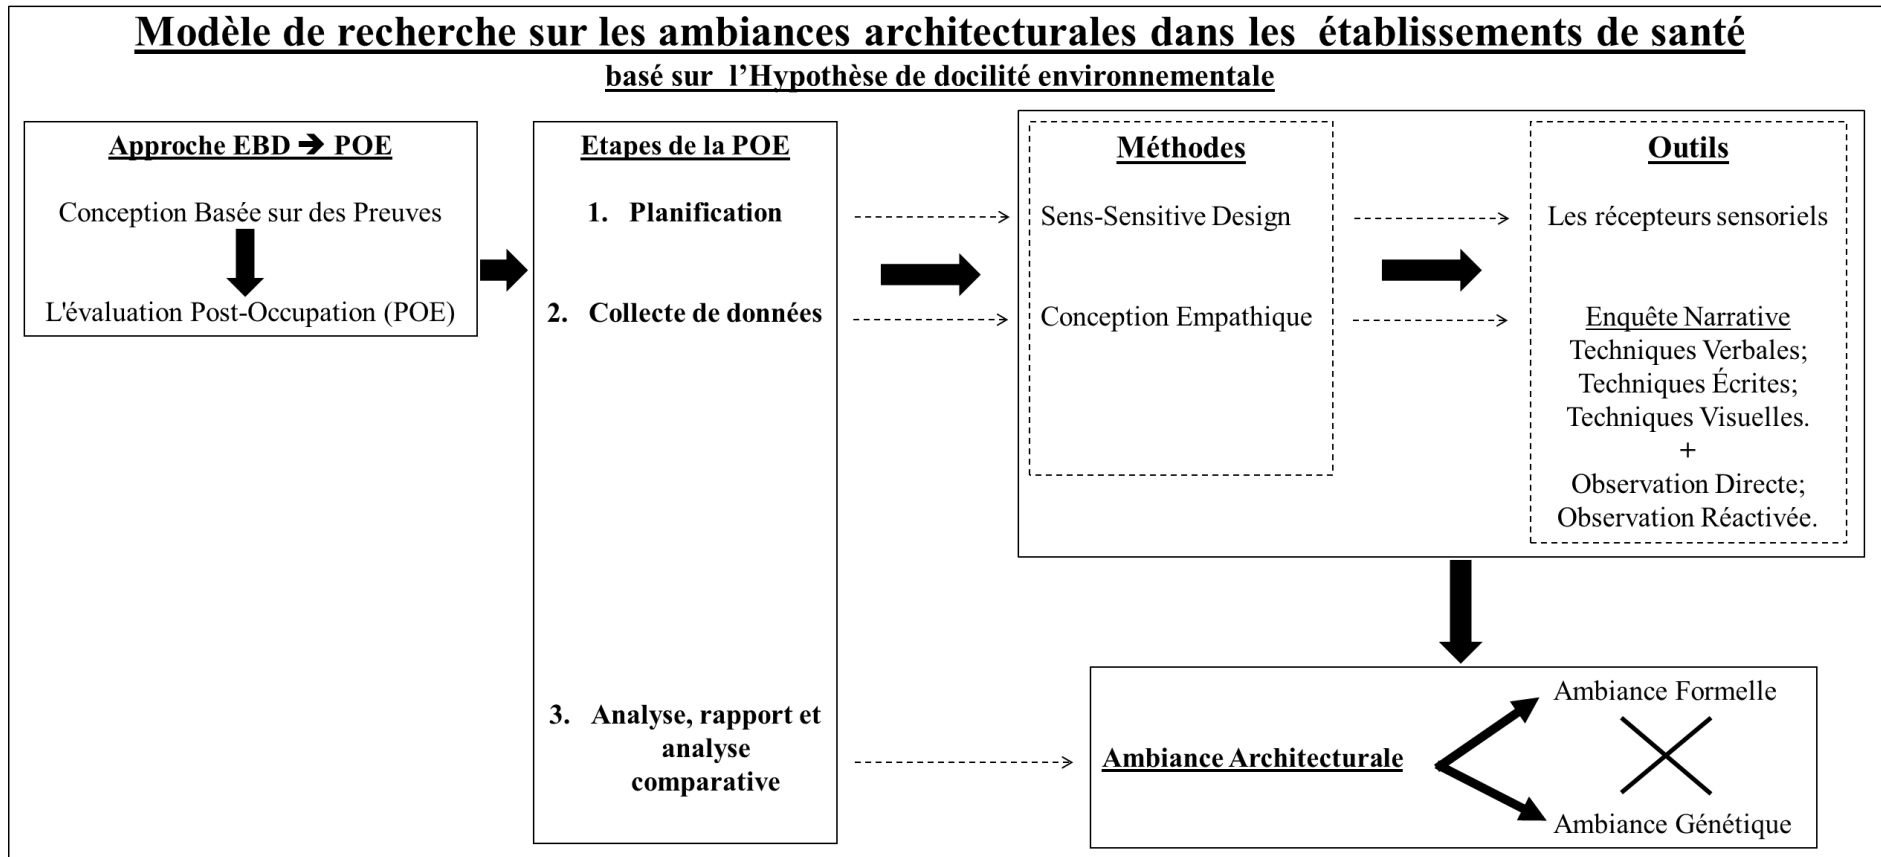 Modèle de recherche sur les ambiances architecturales dans les établissements de santé
basé sur l’Hypothèse de docilité environnementale
Approche EBD ➔ POE
Conception Basée sur des Preuves
L'évaluation Post-Occupation (POE)
Etapes de la POE
1. Planification
2. Collecte de données
3. Analyse, rapport et
analyse
comparative
Méthodes
Sens-Sensitive Design
Conception Empathique
Outils
Les récepteurs sensoriels
Enquête Narrative
Techniques Verbales;
Techniques Écrites;
Techniques Visuelles.
+
Observation Directe;
Observation Réactivée.
Ambiance Architecturale
Ambiance Formelle
Ambiance Génétique